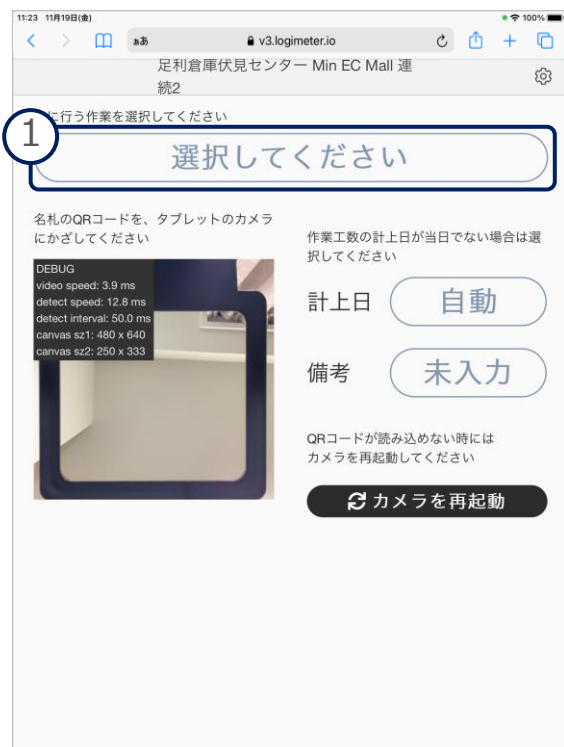 11:23 11月19日(金)
100%
ぁあ
v3.logimeter.io
足利倉庫伏見センター Min EC Mall 連
続2
に行う作業を選択してください
1
選択してください
名札のQRコードを、タブレットのカメラ
にかざしてください
DEBUG
video speed: 3.9 ms
detect speed: 12.8 ms
detect interval: 50.0 ms
canvas sz1: 480 x 640
canvas sz2: 250 x 333
作業工数の計上日が当日でない場合は選
択してください
計上日 自動
備考 未入力
QRコードが読み込めない時には
カメラを再起動してください
カメラを再起動